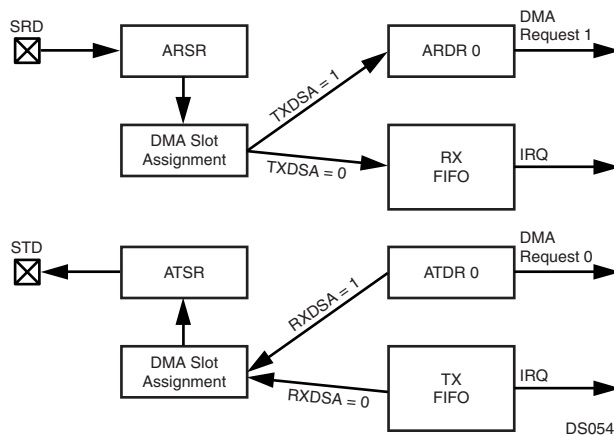 SRD
ARSR
DMA Slot
Assignment
TXDSA = 1
TXDSA = 0
ARDR 0
DMA
Request 1
RX
FIFO
IRQ
STD
ATSR
DMA Slot
Assignment
RXDSA = 1
RXDSA = 0
ATDR 0
DMA
Request 0
TX
FIFO
IRQ
DS054